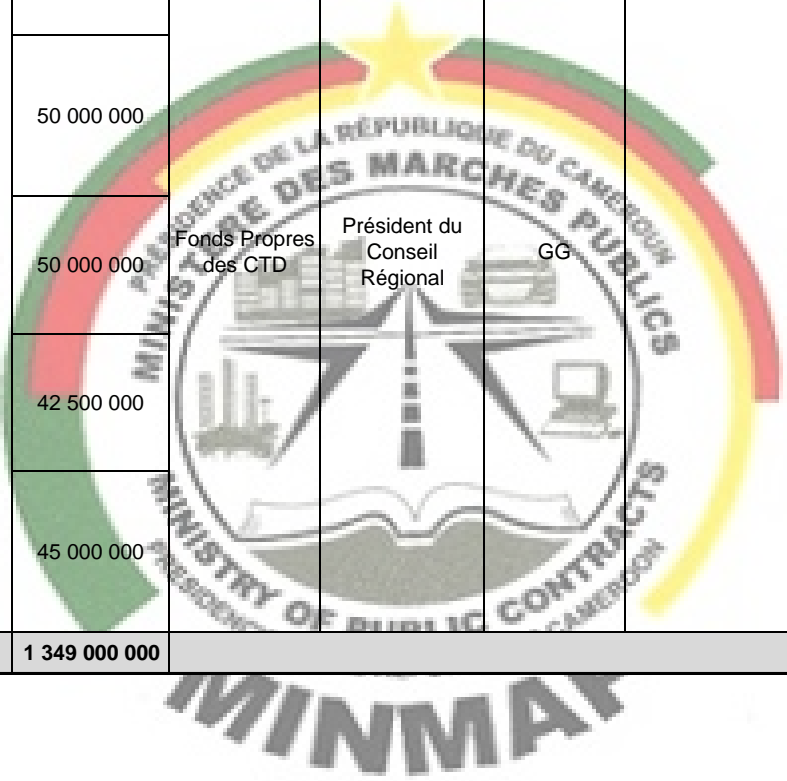 50 000 000
PRÉSIDENCE DE LA RÉPUBLIQUE DU CAMEROUN
MINISTERE DES MARCHES PUBLICS
50 000 000
Fonds Propres
des CTD
Président du
Conseil
Régional
GG
42 500 000
45 000 000
MINISTRY OF PUBLIC CONTRACTS
CAMEROON
1 349 000 000
MINMAP